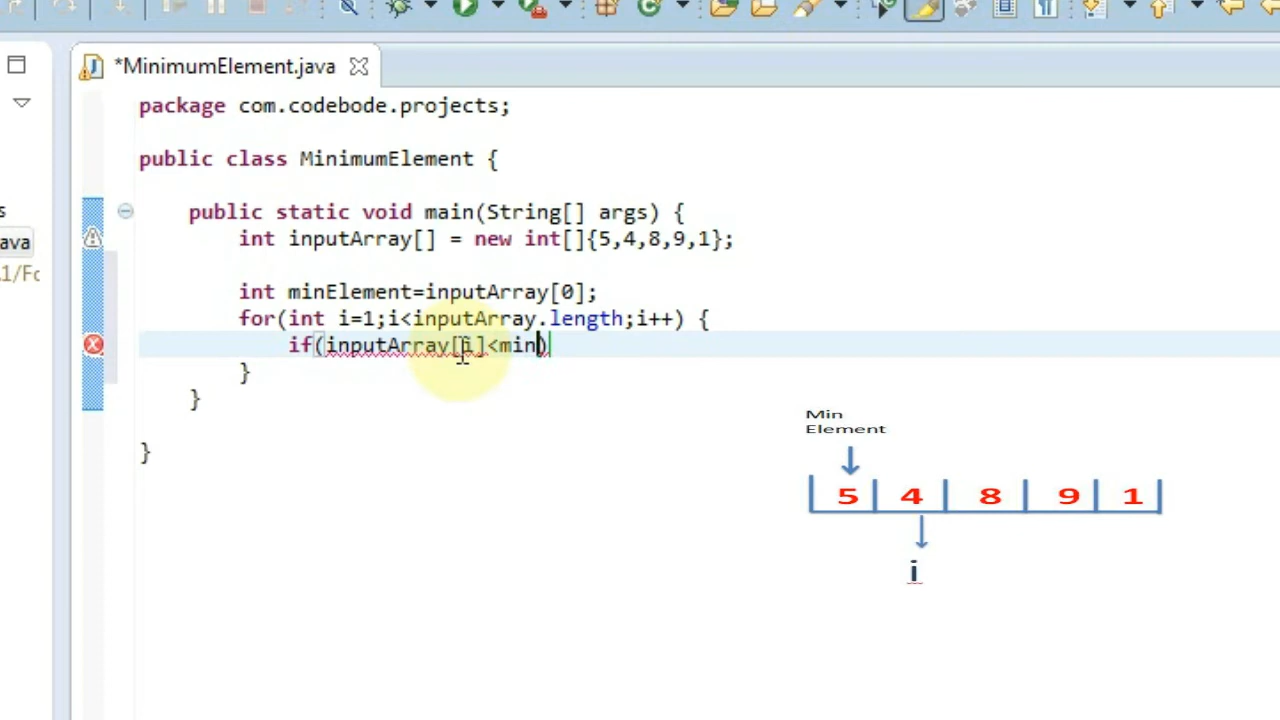 *MinimumElement.java
package com.codebode.projects;
public class MinimumElement {
s
public static void main(String[] args) {
ava
int inputArray[] = new int[]{5,4,8,9,1};
int minElement=inputArray[0];
for(int i=1;i<inputArray.length;i++) {
if(inputArray[i]<min)
}
}
}
Min
Element
5 4 8 9 1
i